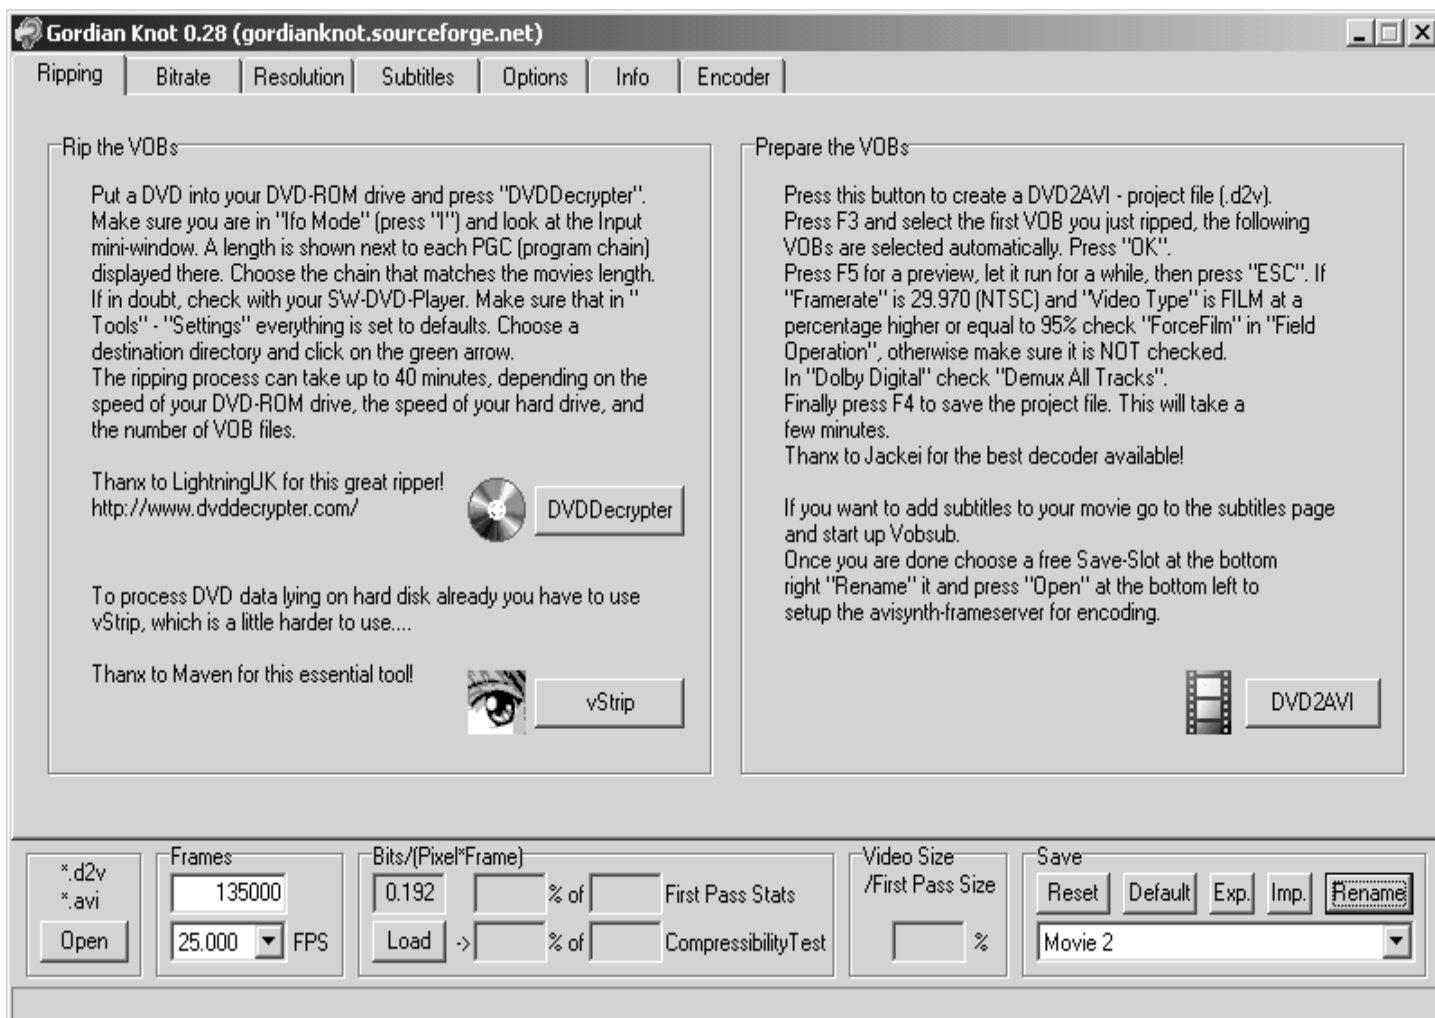 Gordian Knot 0.28 (gordianknot.sourceforge.net)
Ripping Bitrate Resolution Subtitles Options Info Encoder
Rip the VOBs
Put a DVD into your DVD-ROM drive and press "DVDDecrypter".
Make sure you are in "Ifo Mode" (press "I") and look at the Input
mini-window. A length is shown next to each PGC (program chain)
displayed there. Choose the chain that matches the movies length.
If in doubt, check with your SW-DVD-Player. Make sure that in "
Tools" - "Settings" everything is set to defaults. Choose a
destination directory and click on the green arrow.
The ripping process can take up to 40 minutes, depending on the
speed of your DVD-ROM drive, the speed of your hard drive, and
the number of VOB files.
Thanx to LightningUK for this great ripper!
http://www.dvddecrypter.com/
DVDDecrypter
To process DVD data lying on hard disk already you have to use
vStrip, which is a little harder to use....
Thanx to Maven for this essential tool!
vStrip
Prepare the VOBs
Press this button to create a DVD2AVI - project file (.d2v).
Press F3 and select the first VOB you just ripped, the following
VOBs are selected automatically. Press "OK".
Press F5 for a preview, let it run for a while, then press "ESC". If
"Framerate" is 29.970 (NTSC) and "Video Type" is FILM at a
percentage higher or equal to 95% check "ForceFilm" in "Field
Operation", otherwise make sure it is NOT checked.
In "Dolby Digital" check "Demux All Tracks".
Finally press F4 to save the project file. This will take a
few minutes.
Thanx to Jackei for the best decoder available!
If you want to add subtitles to your movie go to the subtitles page
and start up Vobsub.
Once you are done choose a free Save-Slot at the bottom
right "Rename" it and press "Open" at the bottom left to
setup the avisynth-frameserver for encoding.
DVD2AVI
*.d2v
*.avi
Open
Frames
135000
25.000 FPS
Bits/(Pixel*Frame)
0.192 % of First Pass Stats
Load -> % of CompressibilityTest
Video Size
/First Pass Size
%
Save
Reset Default Exp. Imp. Rename
Movie 2